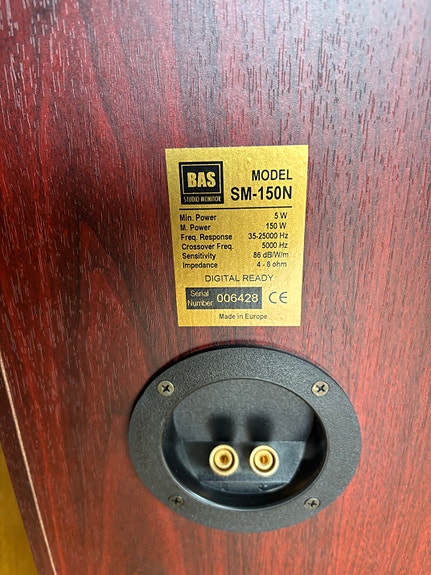 BAS
STUDIO MONITOR
MODEL
SM-150N
Min. Power 5 W
M. Power 150 W
Freq. Response 35-25000 Hz
Crossover Freq. 5000 Hz
Sensitivity 86 dB/W/m
Impedance 4 - 8 ohm
DIGITAL READY
Serial Number 006428 CE
Made in Europe